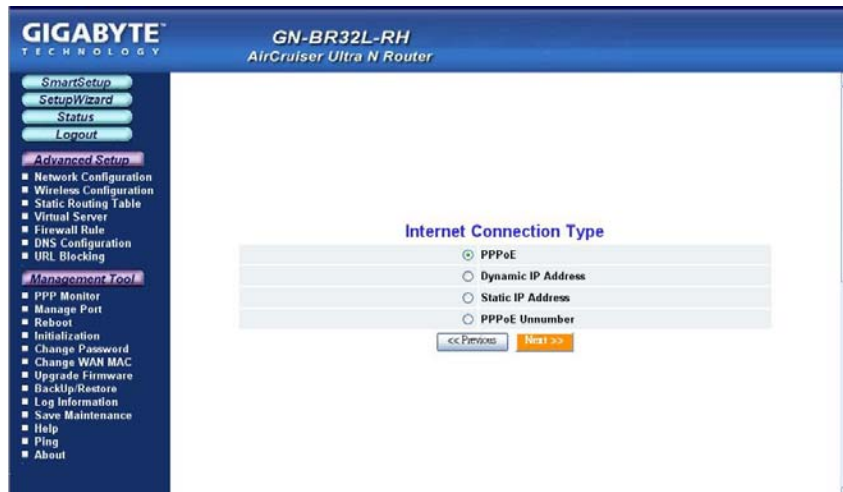 GIGABYTE™
TECHNOLOGY
GN-BR32L-RH
AirCruiser Ultra N Router
SmartSetup
SetupWizard
Status
Logout
Advanced Setup
Network Configuration
Wireless Configuration
Static Routing Table
Virtual Server
Firewall Rule
DNS Configuration
URL Blocking
Management Tool
PPP Monitor
Manage Port
Reboot
Initialization
Change Password
Change WAN MAC
Upgrade Firmware
BackUp/Restore
Log Information
Save Maintenance
Help
Ping
About
Internet Connection Type
PPPoE
Dynamic IP Address
Static IP Address
PPPoE Unnumber
<< Previous Next >>